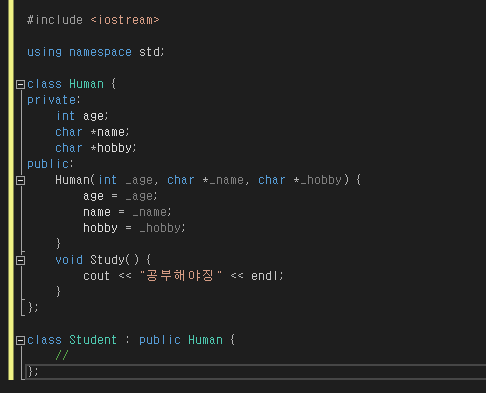 #include <iostream>
using namespace std;
class Human {
private:
int age;
char *name;
char *hobby;
public:
Human(int _age, char *_name, char *_hobby) {
age = _age;
name = _name;
hobby = _hobby;
}
void Study() {
cout << "공부해야징" << endl;
}
};
class Student : public Human {
//
};